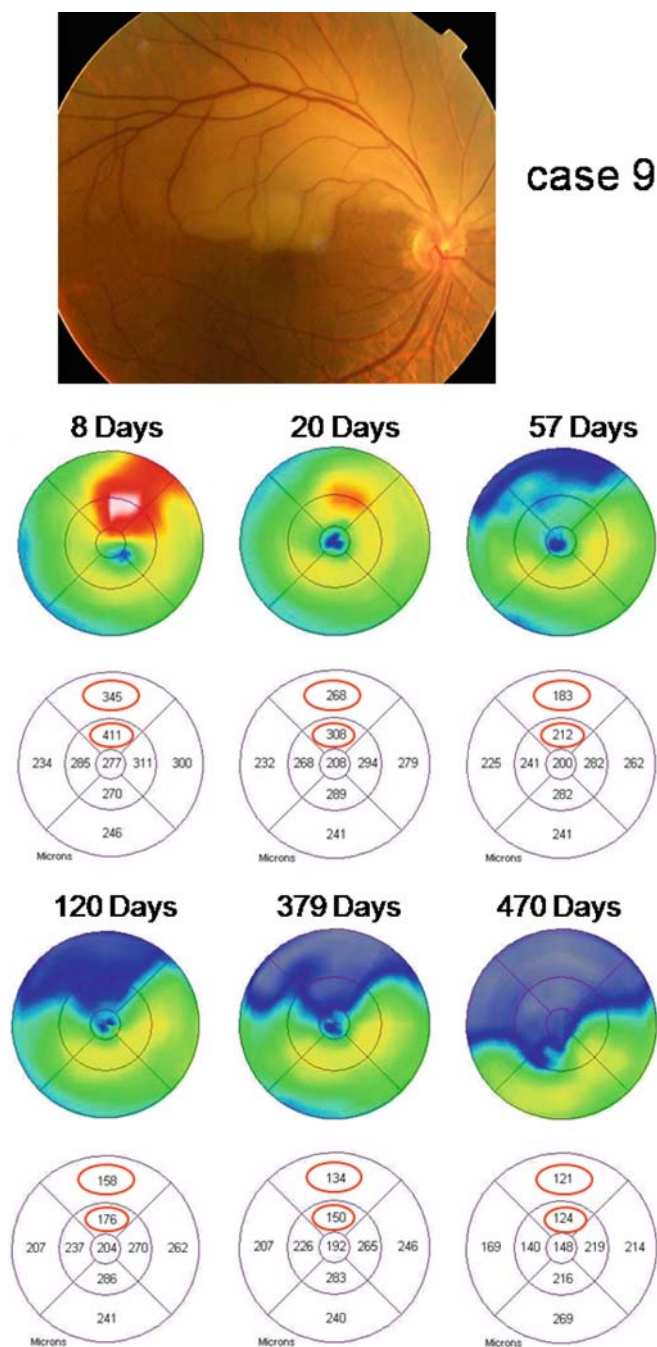 case 9
8 Days 20 Days 57 Days
345 268 183
411 308 212
234 285 277 311 300 232 268 208 294 279 225 241 200 282 262
270 289 282
246 241 241
Microns Microns Microns
120 Days 379 Days 470 Days
158 134 121
176 150 124
207 237 204 270 262 207 226 192 265 246 169 140 148 219 214
286 283 216
241 240 269
Microns Microns Microns